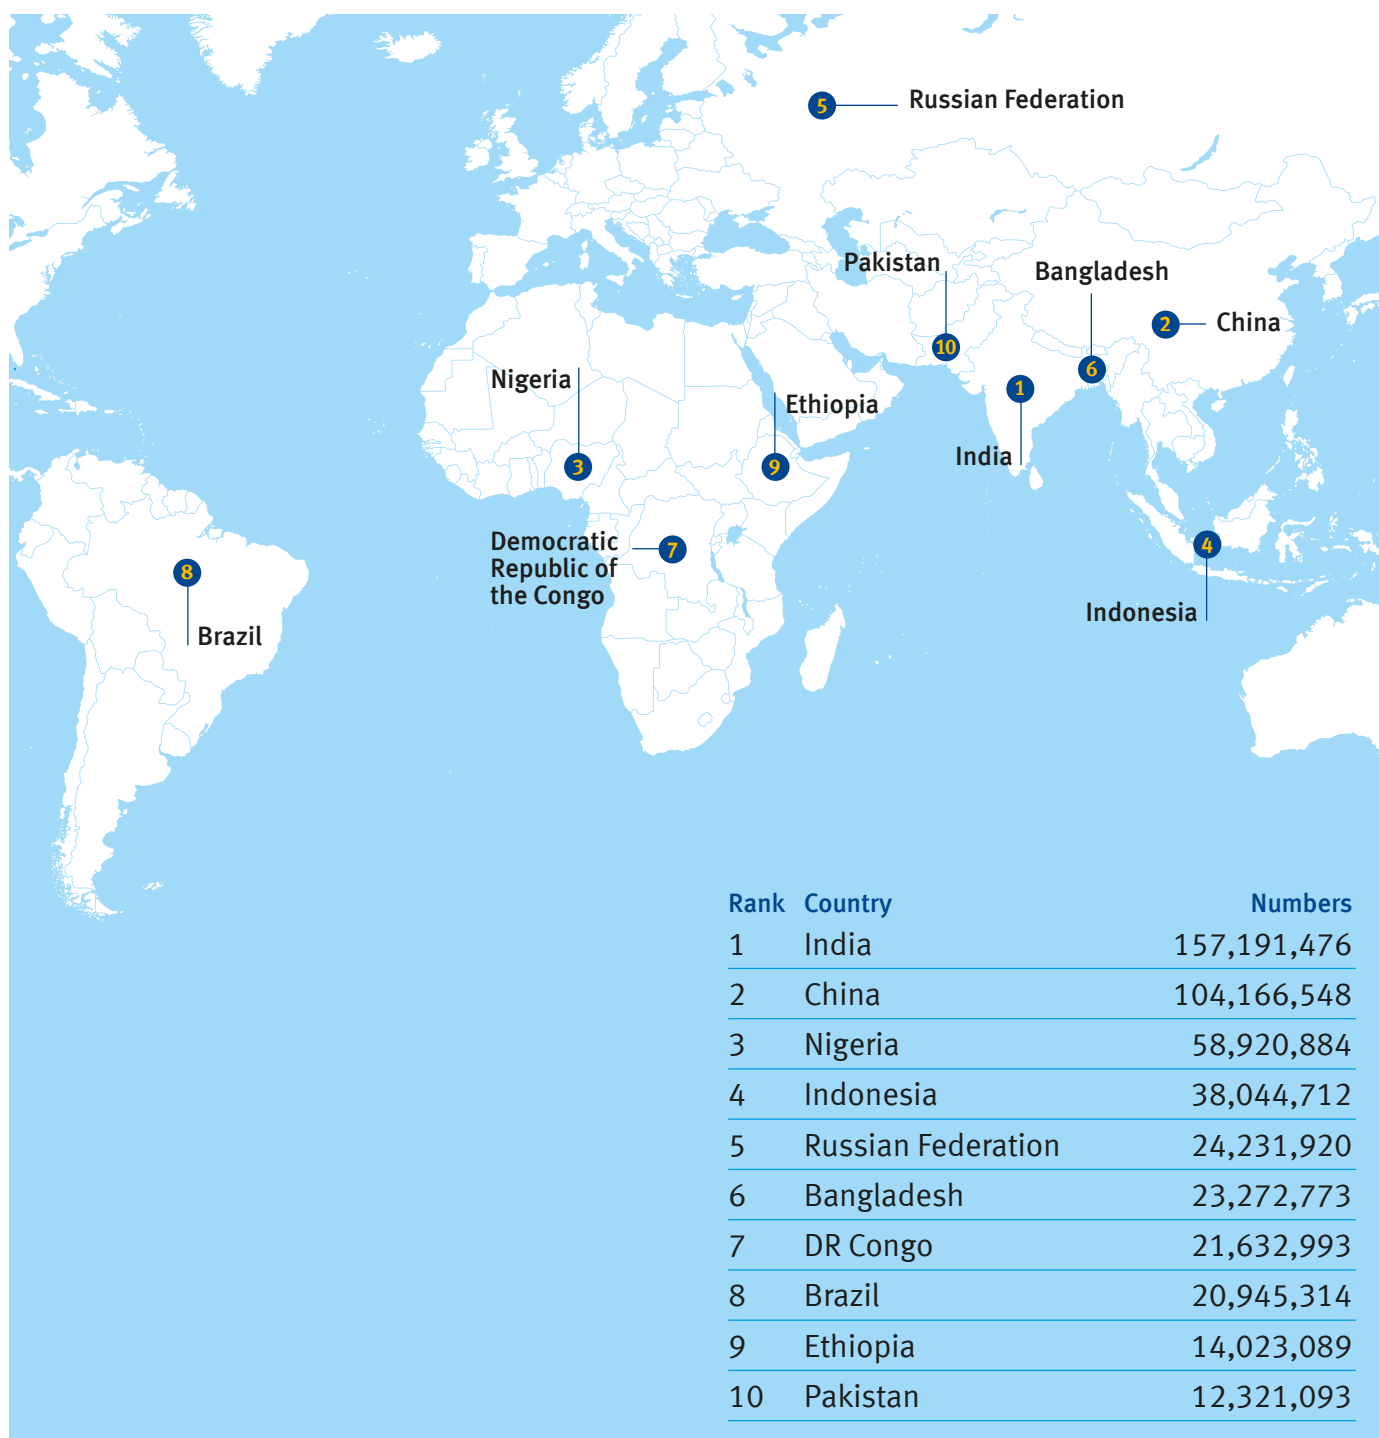 5 Russian Federation
Pakistan
Bangladesh
2 China
10
6
1
Nigeria
Ethiopia
India
3
9
Democratic
Republic of
the Congo
7
4
8
Indonesia
Brazil
Rank Country Numbers
1 India 157,191,476
2 China 104,166,548
3 Nigeria 58,920,884
4 Indonesia 38,044,712
5 Russian Federation 24,231,920
6 Bangladesh 23,272,773
7 DR Congo 21,632,993
8 Brazil 20,945,314
9 Ethiopia 14,023,089
10 Pakistan 12,321,093